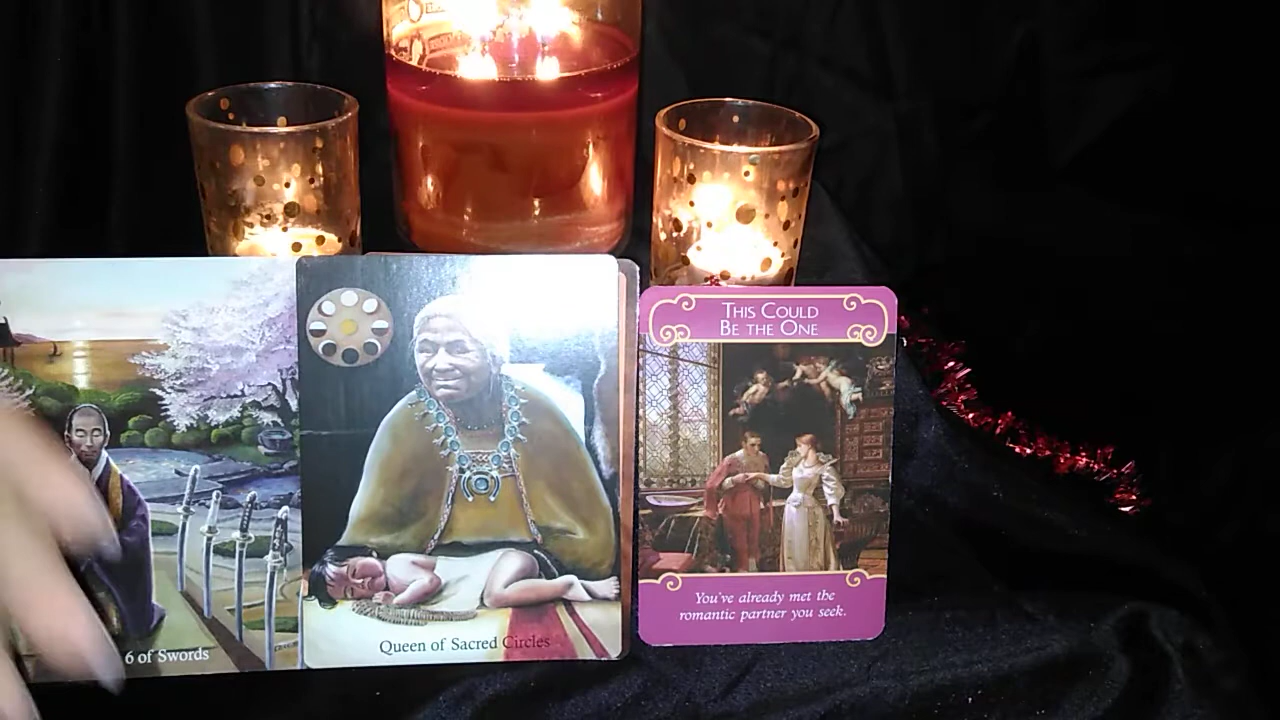 THIS COULD
BE THE ONE
You've already met the
romantic partner you seek.
Queen of Sacred Circles
6 of Swords